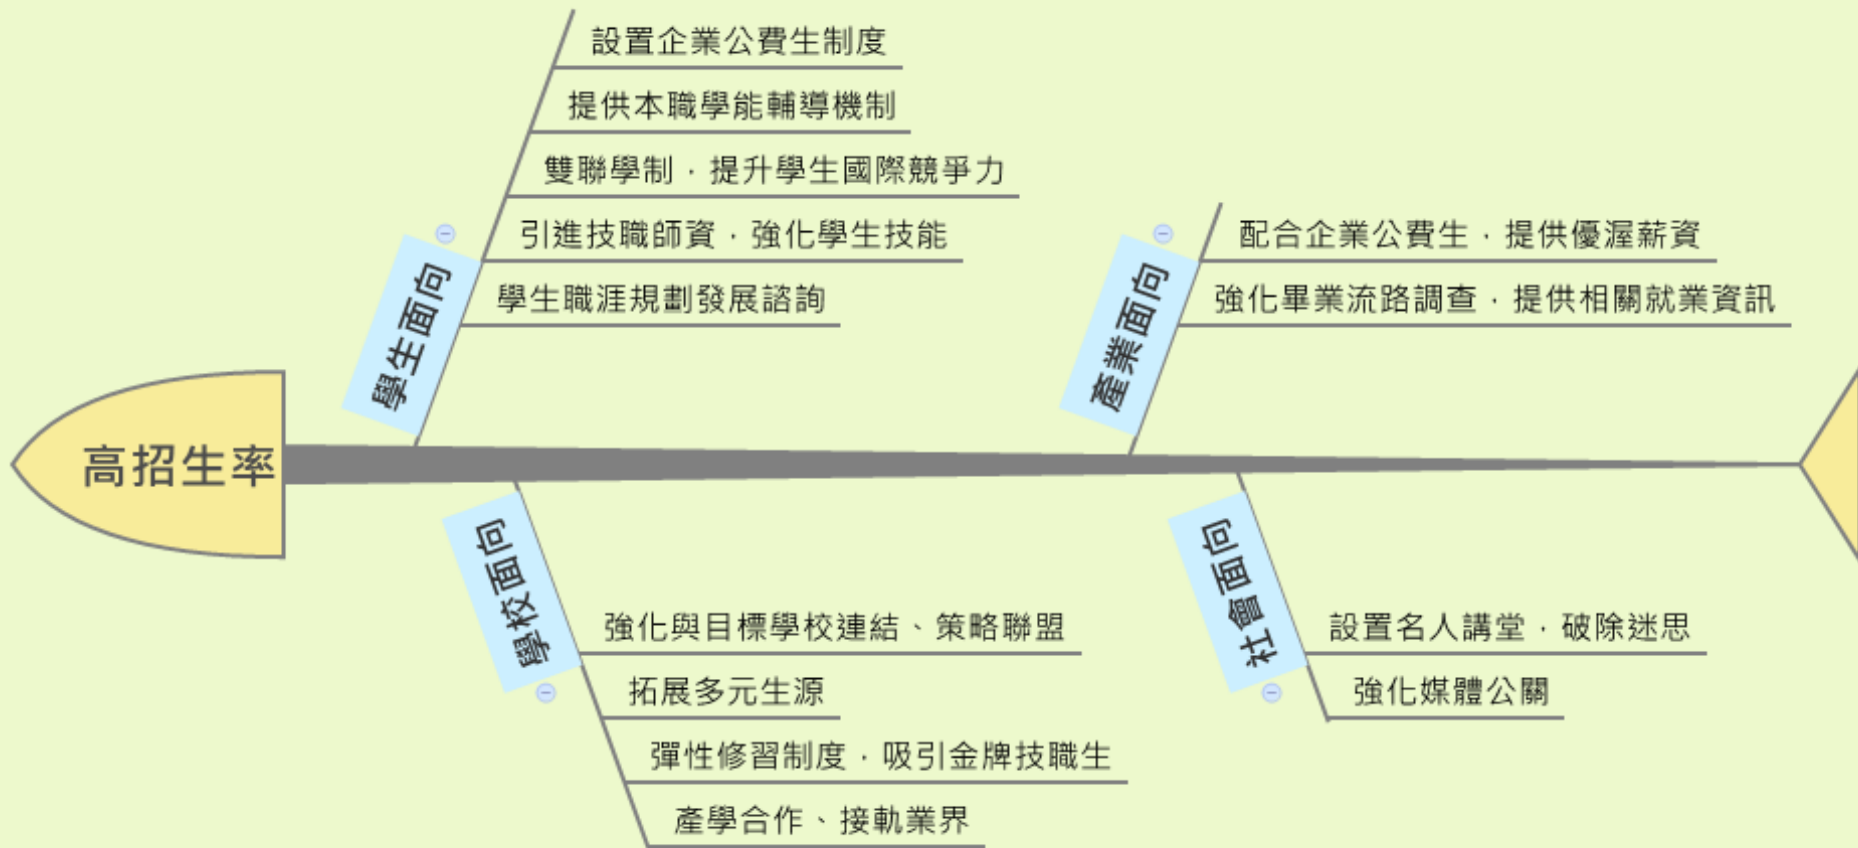 設置企業公費生制度
提供本職學能輔導機制
雙聯學制，提升學生國際競爭力
引進技職師資，強化學生技能
學生職涯規劃發展諮詢
學生面向
配合企業公費生，提供優渥薪資
強化畢業流路調查，提供相關就業資訊
產業面向
高招生率
學校面向
強化與目標學校連結、策略聯盟
拓展多元生源
彈性修習制度，吸引金牌技職生
產學合作、接軌業界
社會面向
設置名人講堂，破除迷思
強化媒體公關